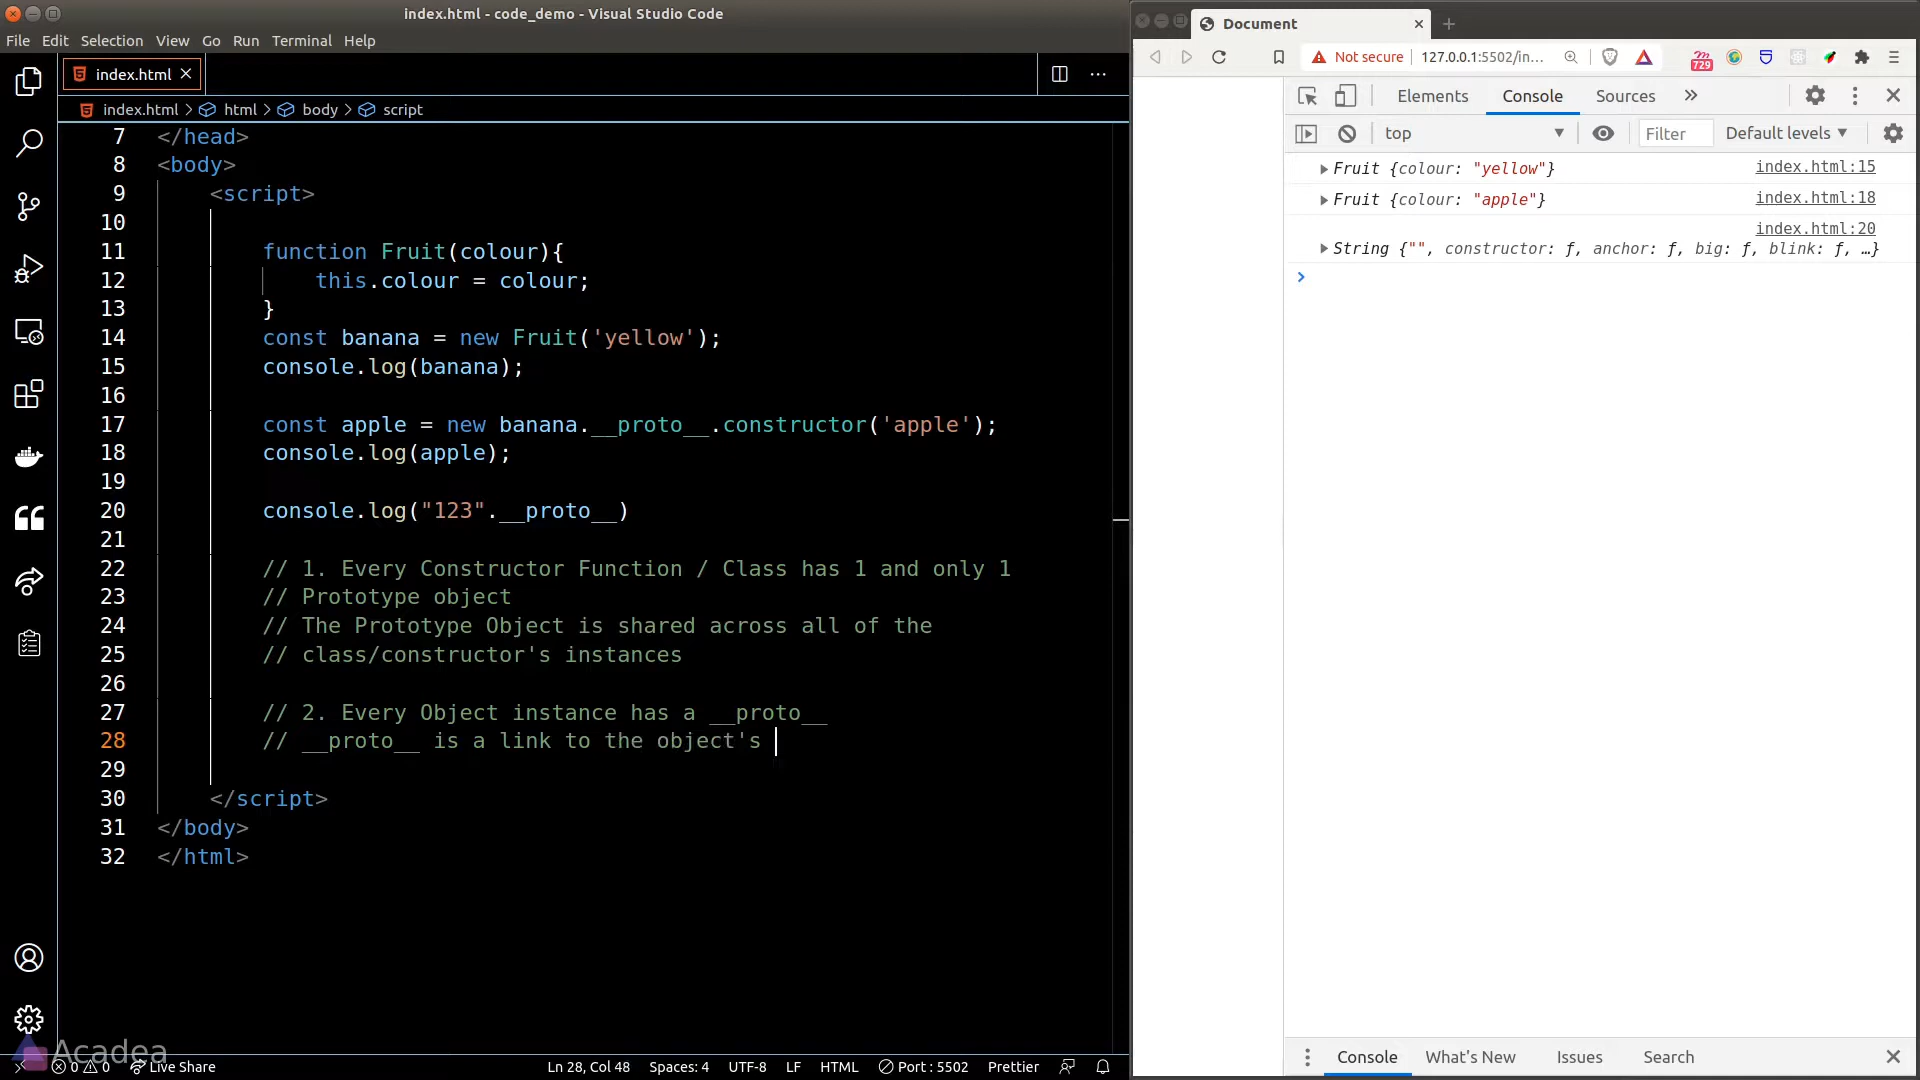 index.html - code_demo - Visual Studio Code
File Edit Selection View Go Run Terminal Help
index.html
index.html > html > body > script
7 </head>
8 <body>
9 <script>
10
11 function Fruit(colour){
12 this.colour = colour;
13 }
14 const banana = new Fruit('yellow');
15 console.log(banana);
16
17 const apple = new banana.__proto__.constructor('apple');
18 console.log(apple);
19
20 console.log("123".__proto__)
21
22 // 1. Every Constructor Function / Class has 1 and only 1
23 // Prototype object
24 // The Prototype Object is shared across all of the
25 // class/constructor's instances
26
27 // 2. Every Object instance has a __proto__
28 // __proto__ is a link to the object's
29
30 </script>
31 </body>
32 </html>
Acadea
0 0 Live Share Ln 28, Col 48 Spaces: 4 UTF-8 LF HTML Port : 5502 Prettier
Document
Not secure 127.0.0.1:5502/in... 729
Elements Console Sources »
top Filter Default levels
Fruit {colour: "yellow"} index.html:15
Fruit {colour: "apple"} index.html:18
index.html:20
String {"", constructor: ƒ, anchor: ƒ, big: ƒ, blink: ƒ, …}
Console What's New Issues Search